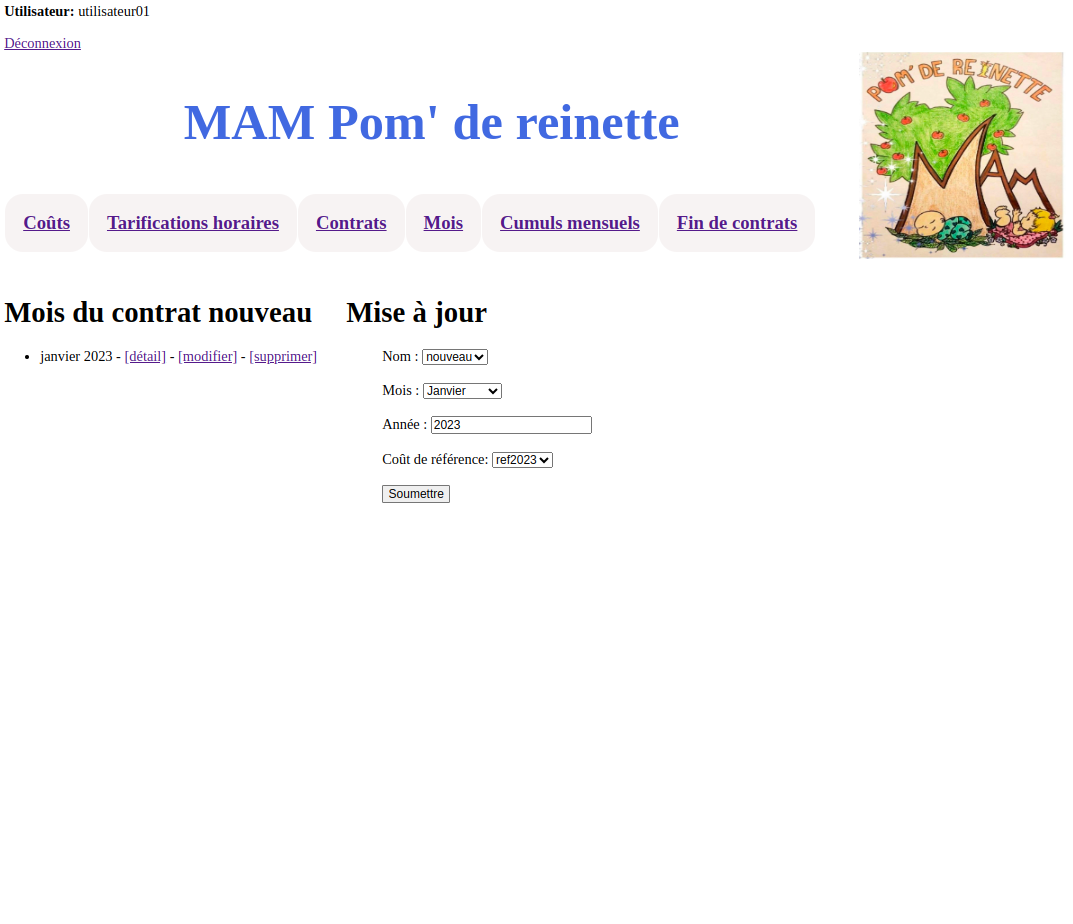 Utilisateur: utilisateur01
Déconnexion
POM' DE REINETTE
MAM
MAM Pom' de reinette
Coûts
Tarifications horaires
Contrats
Mois
Cumuls mensuels
Fin de contrats
Mois du contrat nouveau
janvier 2023 - [détail] - [modifier] - [supprimer]
Mise à jour
Nom : nouveau
Mois : Janvier
Année : 2023
Coût de référence: ref2023
Soumettre